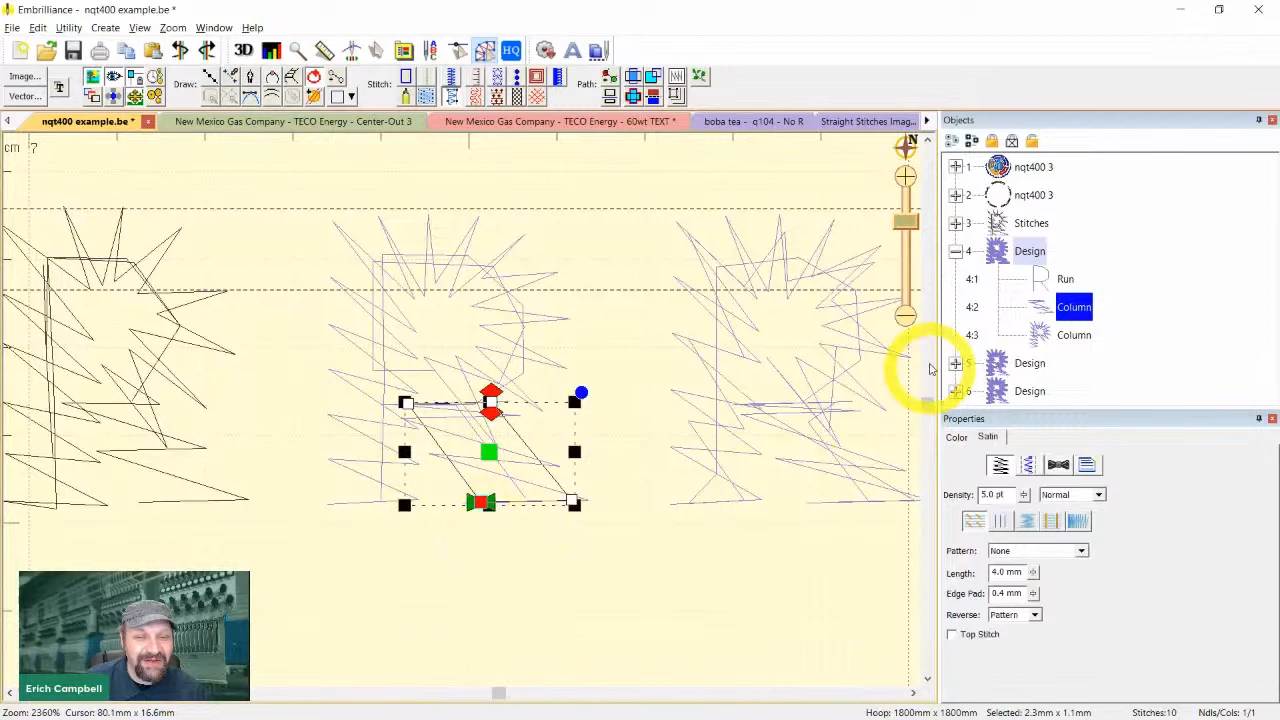 Embrilliance - nqt400 example.be *
File Edit Utility Create View Zoom Window Help
3D HQ
Image... Draw: Stitch: Path:
Vector...
nqt400 example.be * New Mexico Gas Company - TECO Energy - Center-Out 3 New Mexico Gas Company - TECO Energy - 60wt TEXT * boba tea - q104 - No R Straight Stitches Imag...
cm ?
N
Objects
1 nqt400 3
2 nqt400 3
3 Stitches
4 Design
4:1 Run
4:2 Column
4:3 Column
5 Design
6 Design
Properties
Color Satin
Density: 5.0 pt Normal
Pattern: None
Length: 4.0 mm
Edge Pad: 0.4 mm
Reverse: Pattern
Top Stitch
Erich Campbell
Zoom: 2360% Cursor: 80.1mm x 16.6mm Hoop: 1800mm x 1800mm Selected: 2.3mm x 1.1mm Stitches:10 Ndls/Cols: 1/1